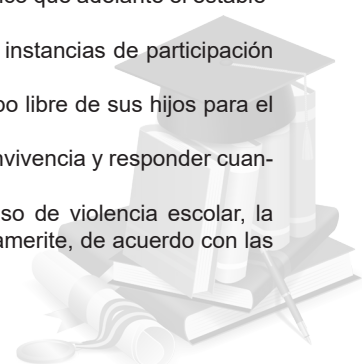 instancias de participación
libre de sus hijos para el
nvivencia y responder cuan-
so de violencia escolar, la
amerite, de acuerdo con las